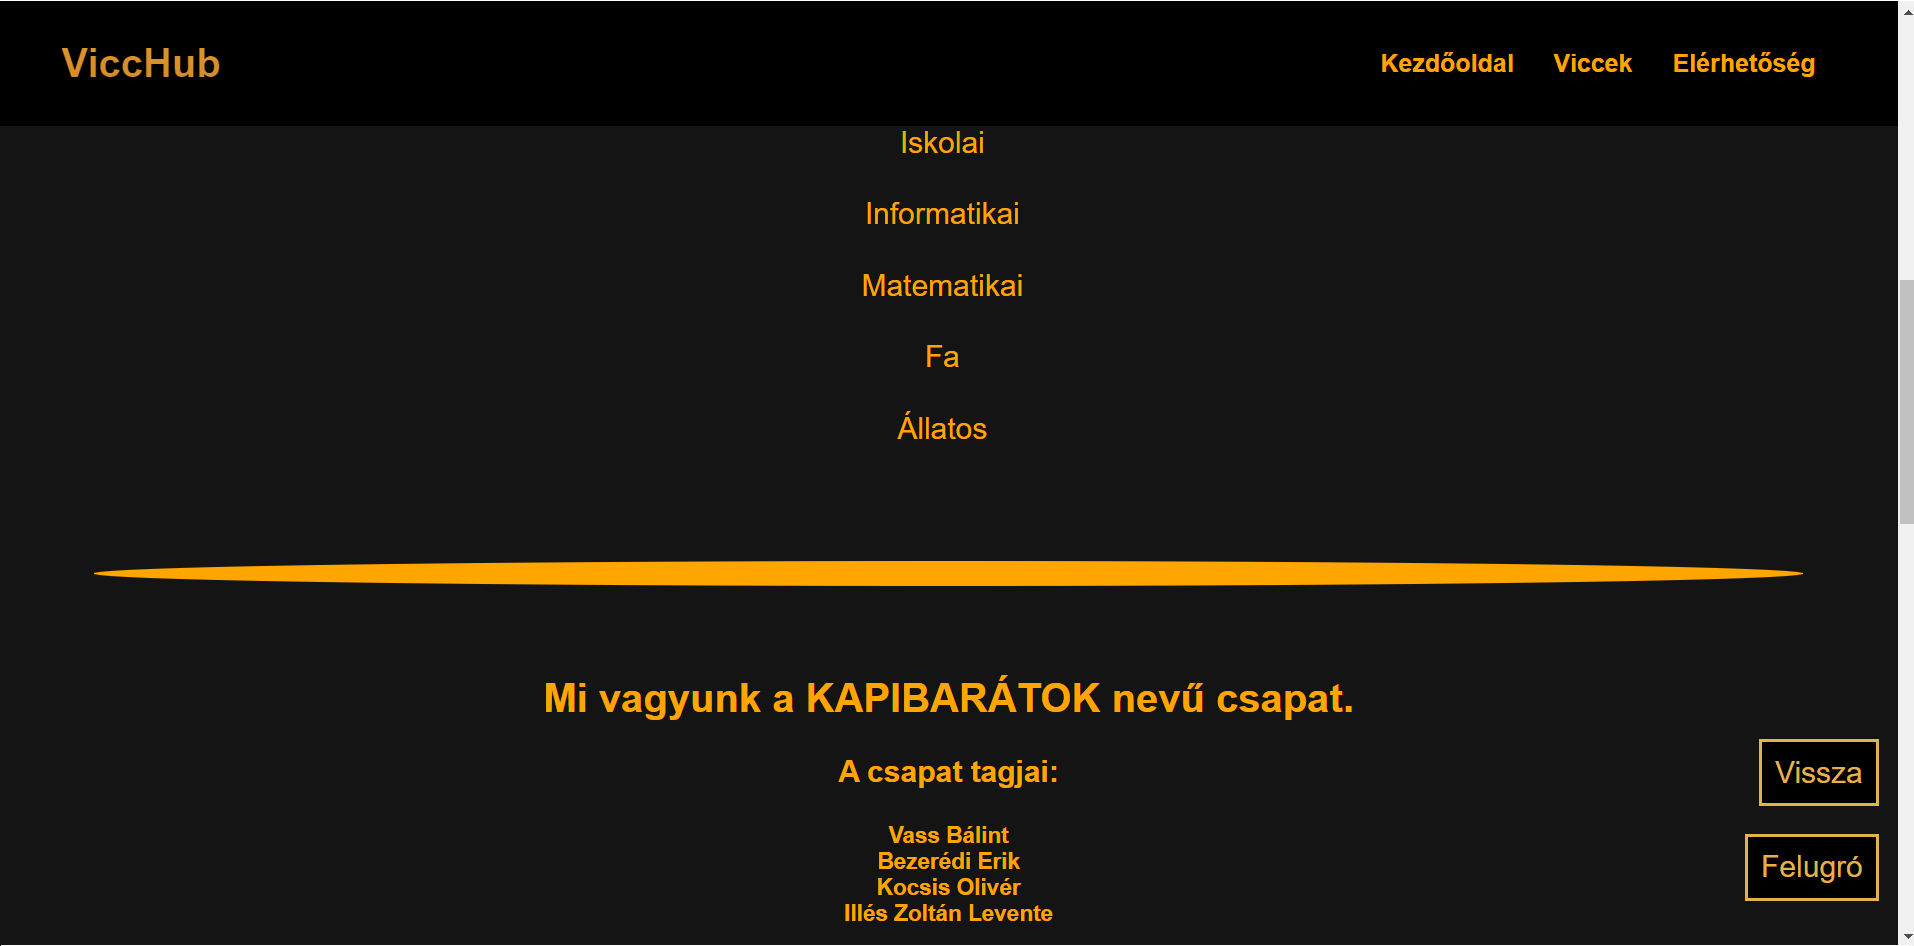 ViccHub
Kezdőoldal Viccek Elérhetőség
Iskolai
Informatikai
Matematikai
Fa
Állatos
Mi vagyunk a KAPIBARÁTOK nevű csapat.
A csapat tagjai:
Vass Bálint
Bezerédi Erik
Kocsis Olivér
Illés Zoltán Levente
Vissza
Felugró